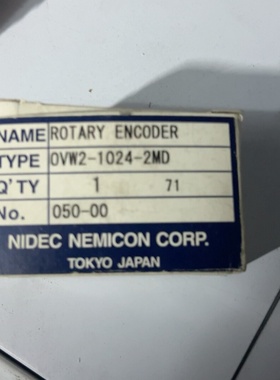 NAME ROTARY ENCODER
TYPE OVW2-1024-2MD
Q'TY 1 71
No. 050-00
NIDEC NEMICON CORP.
TOKYO JAPAN